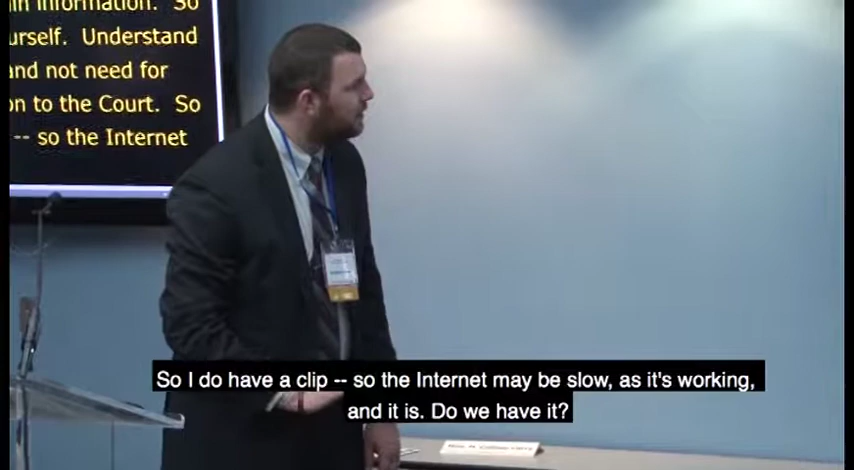 in information. So
urself. Understand
and not need for
on to the Court. So
-- so the Internet
So I do have a clip -- so the Internet may be slow, as it's working,
and it is. Do we have it?